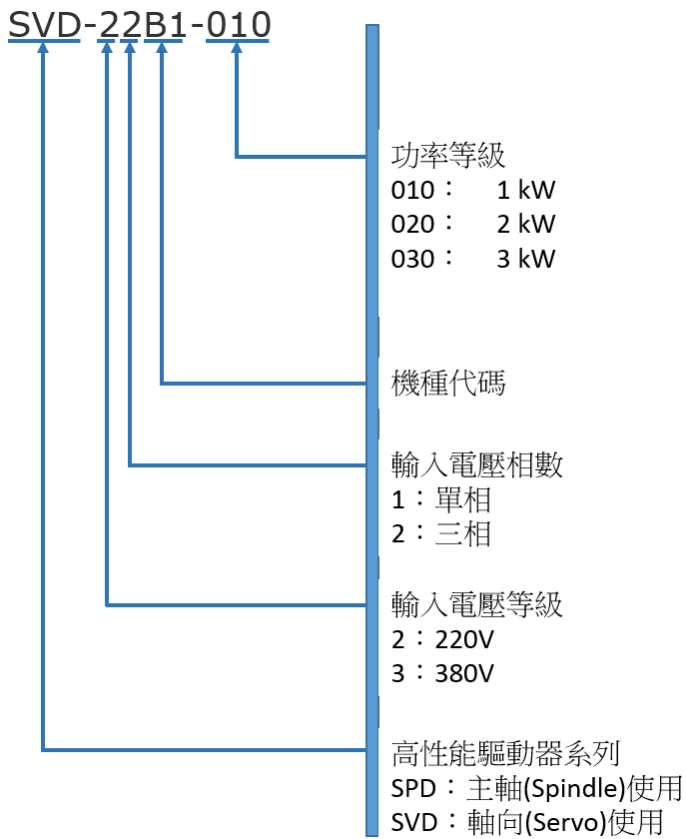 SVD-22B1-010
功率等級
010： 1 kW
020： 2 kW
030： 3 kW
機種代碼
輸入電壓相數
1：單相
2：三相
輸入電壓等級
2：220V
3：380V
高性能驅動器系列
SPD：主軸(Spindle)使用
SVD：軸向(Servo)使用